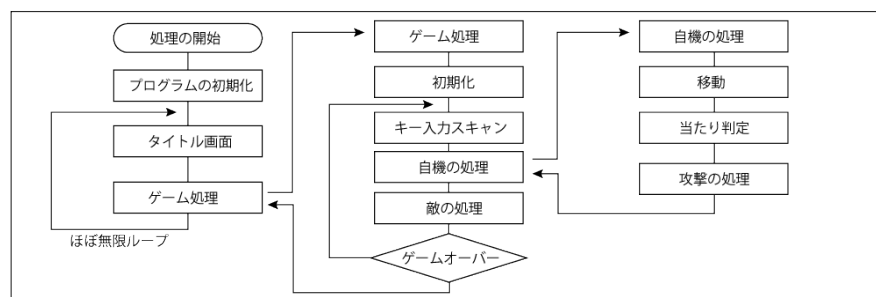 処理の開始
プログラムの初期化
タイトル画面
ゲーム処理
ほぼ無限ループ
ゲーム処理
初期化
キー入力スキャン
自機の処理
敵の処理
ゲームオーバー
自機の処理
移動
当たり判定
攻撃の処理